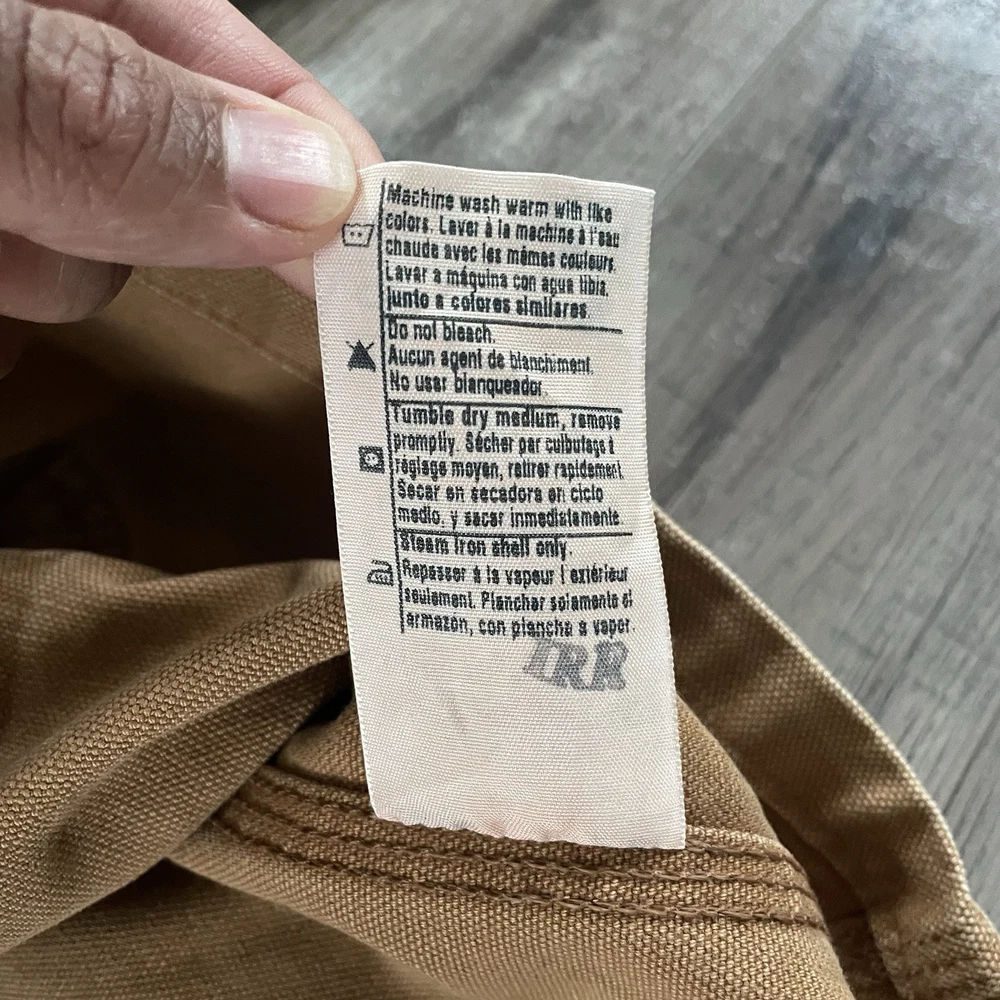 Machine wash warm with like
colors. Laver à la machine à l'eau
chaude avec les mêmes couleurs.
Lavar a máquina con agua tibia,
junto a colores similares.
Do not bleach.
Aucun agent de blanchiment.
No usar blanqueador.
Tumble dry medium, remove
promptly. Sécher par culbutage à
réglage moyen, retirer rapidement.
Secar en secadora en ciclo
medio, y sacar inmediatamente
Steam iron shell only.
Repasser à la vapeur l'extérieur
seulement. Planchar solamente el
armazon, con plancha a vapor.
RR